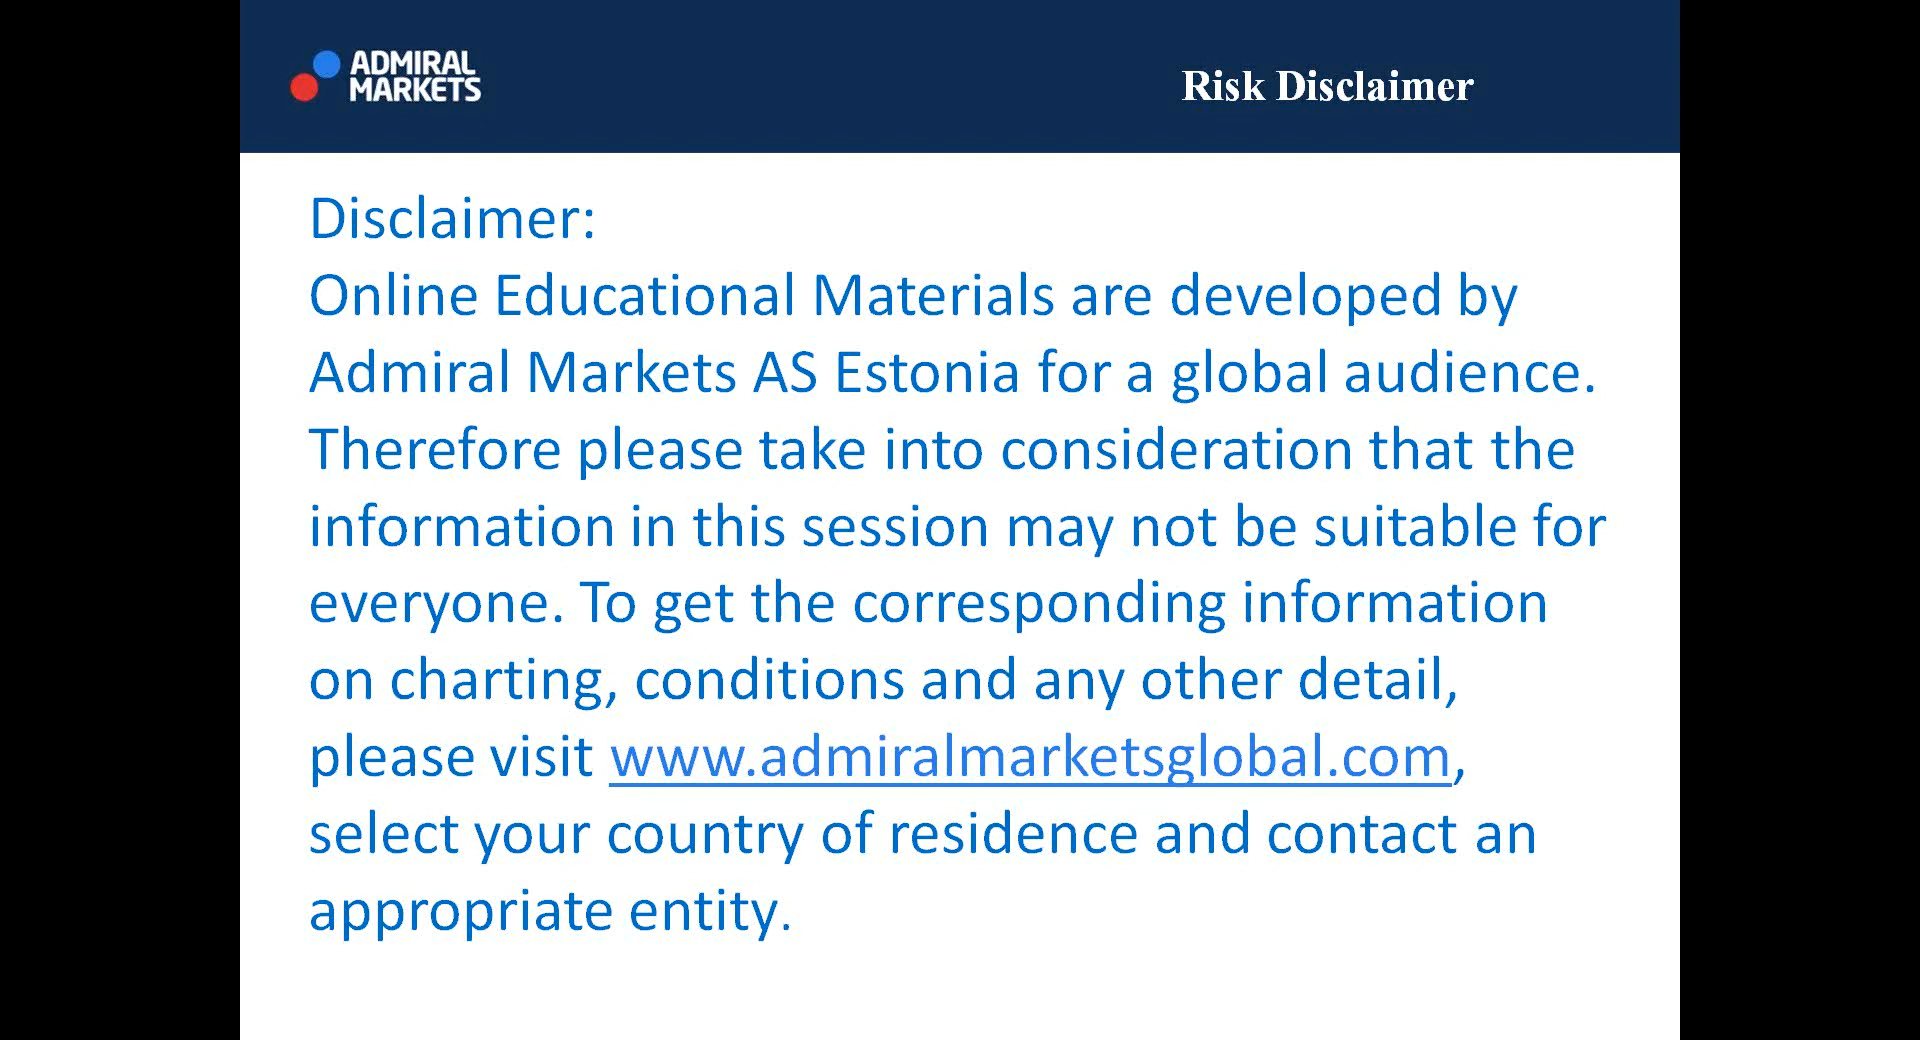 ADMIRAL
MARKETS
Risk Disclaimer
Disclaimer:
Online Educational Materials are developed by
Admiral Markets AS Estonia for a global audience.
Therefore please take into consideration that the
information in this session may not be suitable for
everyone. To get the corresponding information
on charting, conditions and any other detail,
please visit www.admiralmarketsglobal.com,
select your country of residence and contact an
appropriate entity.